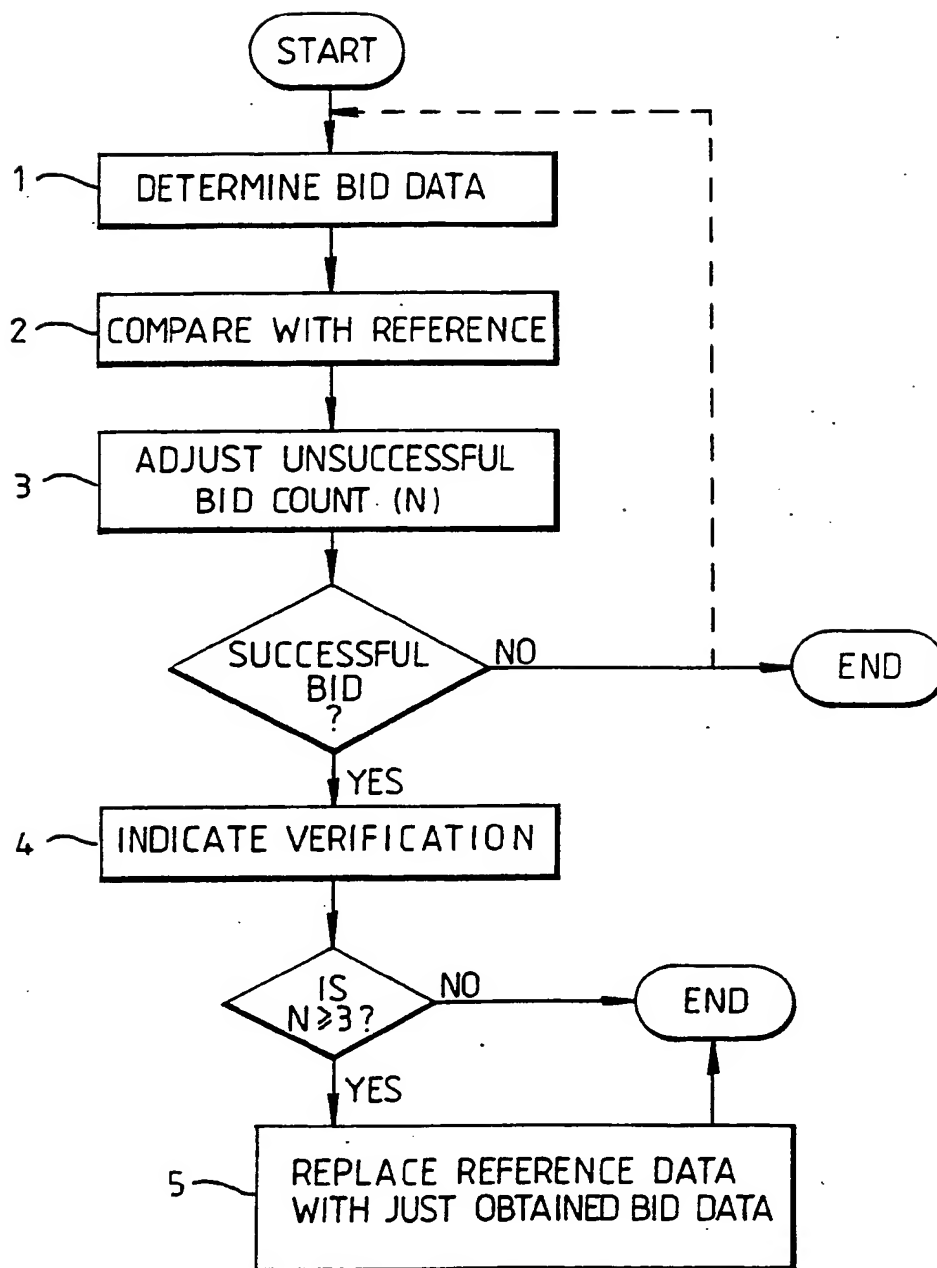 START
1
DETERMINE BID DATA
2
COMPARE WITH REFERENCE
3
ADJUST UNSUCCESSFUL
BID COUNT (N)
SUCCESSFUL
BID
?
NO
END
YES
4
INDICATE VERIFICATION
IS
N≥3?
NO
END
YES
5
REPLACE REFERENCE DATA
WITH JUST OBTAINED BID DATA